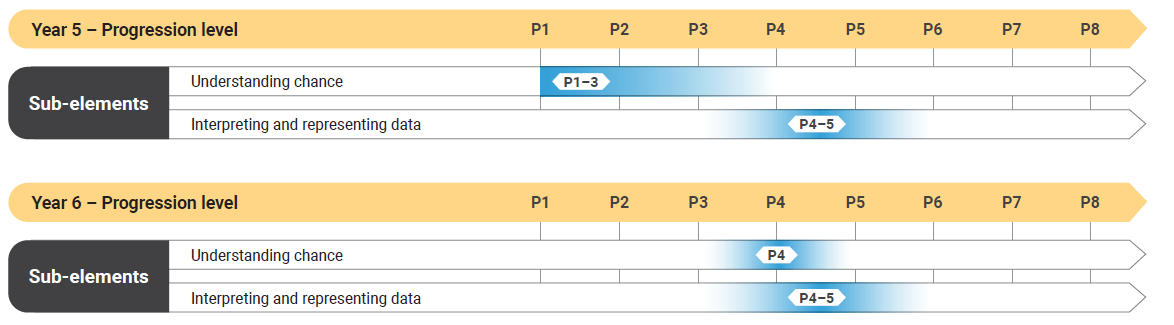 Year 5 – Progression level P1 P2 P3 P4 P5 P6 P7 P8
Sub-elements
Understanding chance P1–3
Interpreting and representing data P4–5
Year 6 – Progression level P1 P2 P3 P4 P5 P6 P7 P8
Sub-elements
Understanding chance P4
Interpreting and representing data P4–5